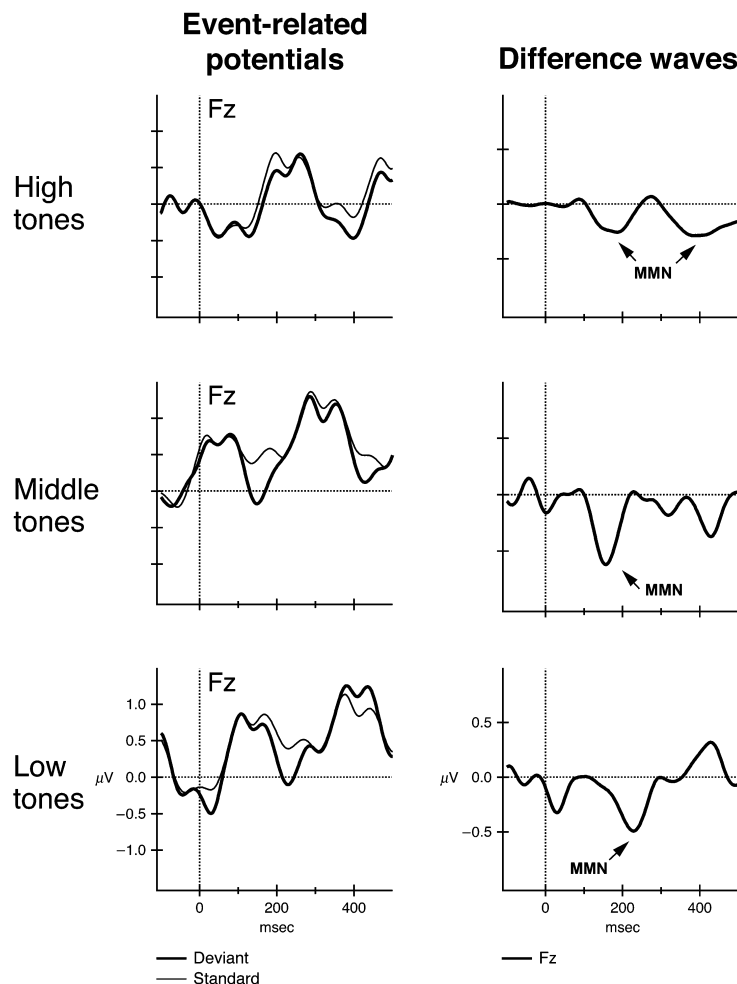 Event-related
potentials
Difference waves
Fz
High
tones
MMN
Fz
Middle
tones
MMN
Fz
1.0
0.5
μV 0.0
−0.5
−1.0
Low
tones
0.5
μV 0.0
−0.5
MMN
0 200 400
msec
0 200 400
msec
Deviant
Standard
Fz